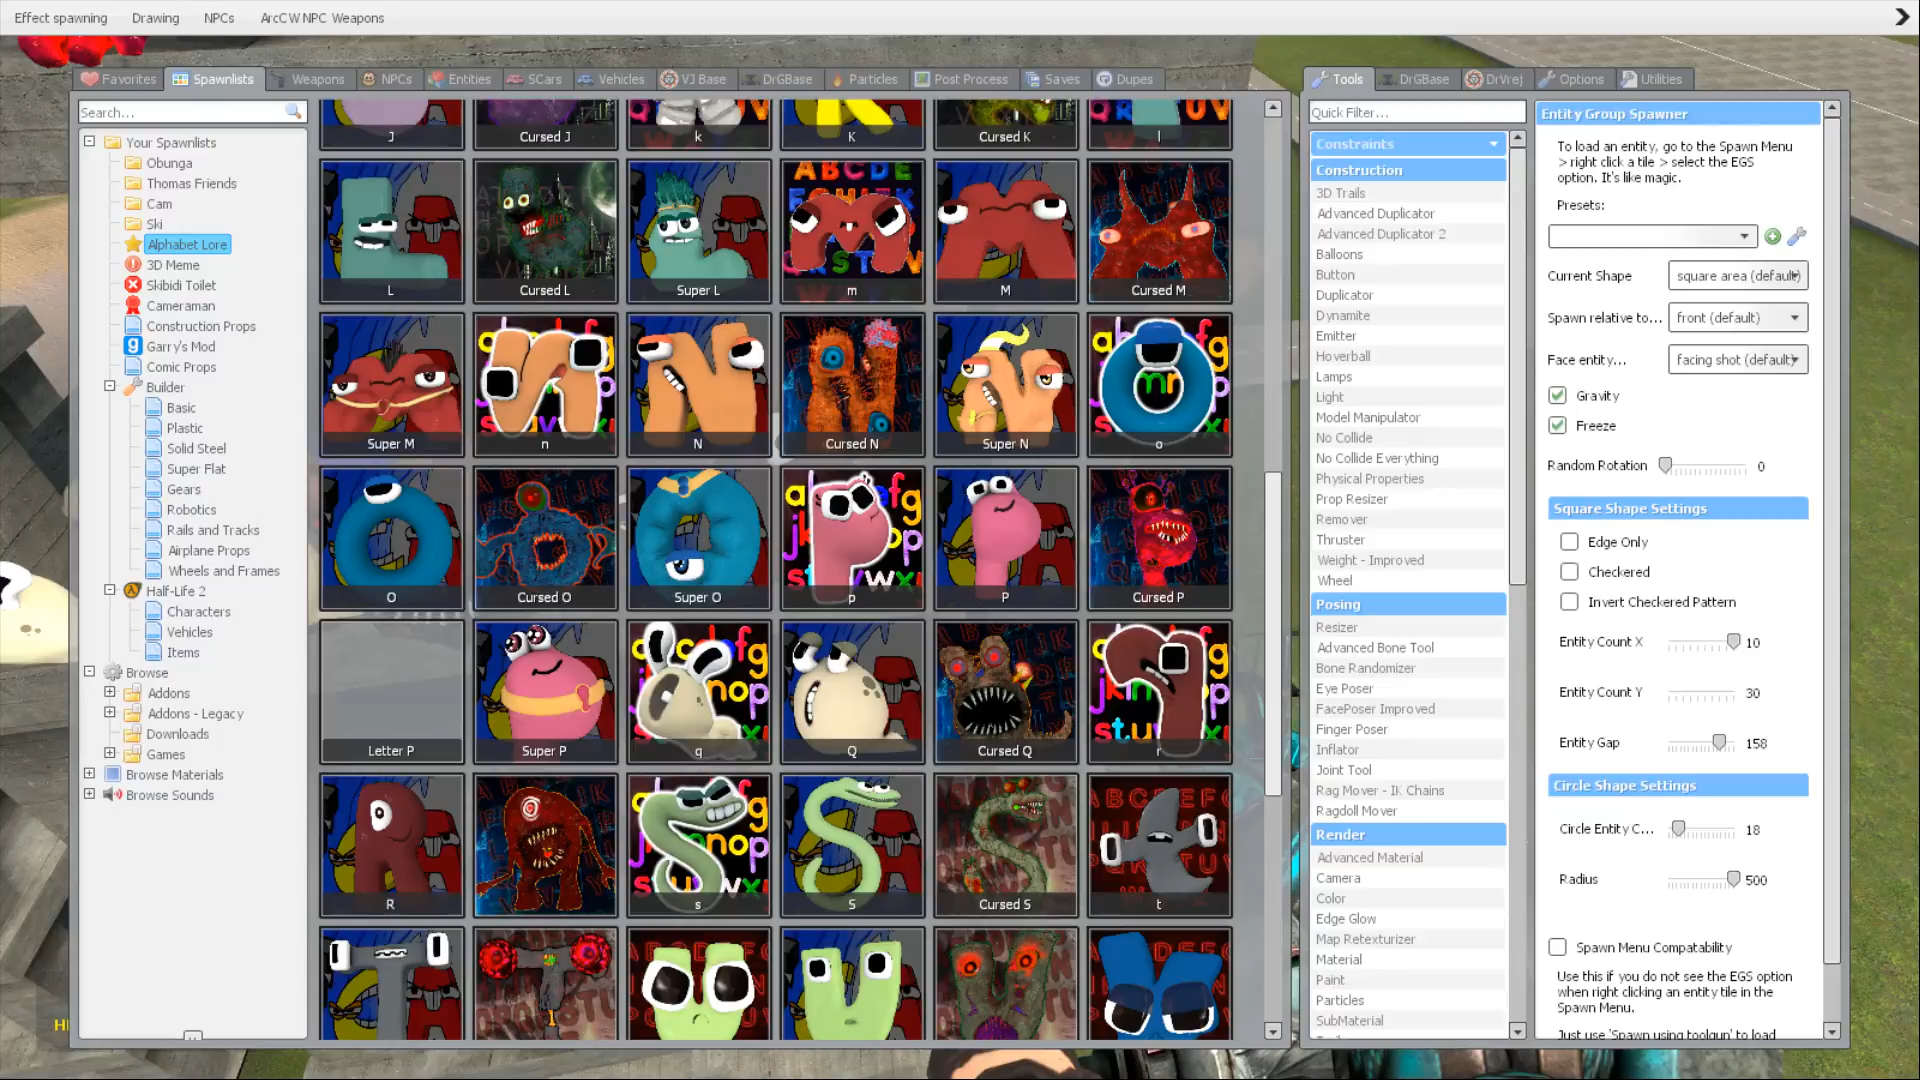 Effect spawning Drawing NPCs ArcCW NPC Weapons
Favorites Spawnlists Weapons NPCs Entities SCars Vehicles VJ Base DrGBase Particles Post Process Saves Dupes
Search...
Your Spawnlists
Obunga
Thomas Friends
Cam
Ski
Alphabet Lore
3D Meme
Skibidi Toilet
Cameraman
Construction Props
Garry's Mod
Comic Props
Builder
Basic
Plastic
Solid Steel
Super Flat
Gears
Robotics
Rails and Tracks
Airplane Props
Wheels and Frames
Half-Life 2
Characters
Vehicles
Items
Browse
Addons
Addons - Legacy
Downloads
Games
Browse Materials
Browse Sounds
J Cursed J k K Cursed K l
L Cursed L Super L m M Cursed M
Super M n N Cursed N Super N o
O Cursed O Super O p P Cursed P
Letter P Super P q Q Cursed Q r
R s S Cursed S t
Tools DrGBase DrVrej Options Utilities
Quick Filter...
Constraints
Construction
3D Trails
Advanced Duplicator
Advanced Duplicator 2
Balloons
Button
Duplicator
Dynamite
Emitter
Hoverball
Lamps
Light
Model Manipulator
No Collide
No Collide Everything
Physical Properties
Prop Resizer
Remover
Thruster
Weight - Improved
Wheel
Posing
Resizer
Advanced Bone Tool
Bone Randomizer
Eye Poser
FacePoser Improved
Finger Poser
Inflator
Joint Tool
Rag Mover - IK Chains
Ragdoll Mover
Render
Advanced Material
Camera
Color
Edge Glow
Map Retexturizer
Material
Paint
Particles
SubMaterial
Entity Group Spawner
To load an entity, go to the Spawn Menu
> right click a tile > select the EGS
option. It's like magic.
Presets:
Current Shape square area (default)
Spawn relative to... front (default)
Face entity... facing shot (default)
Gravity
Freeze
Random Rotation 0
Square Shape Settings
Edge Only
Checkered
Invert Checkered Pattern
Entity Count X 10
Entity Count Y 30
Entity Gap 158
Circle Shape Settings
Circle Entity C... 18
Radius 500
Spawn Menu Compatability
Use this if you do not see the EGS option
when right clicking an entity tile in the
Spawn Menu.
Just use 'Spawn using toolgun' to load